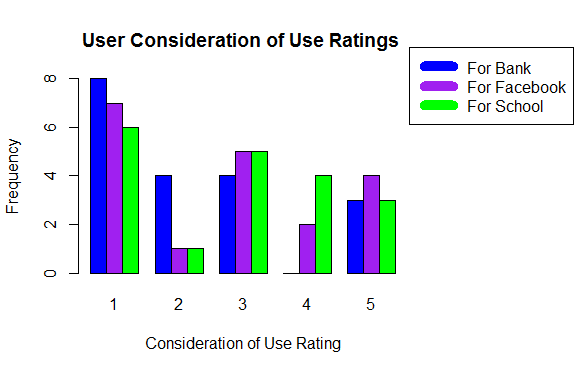 User Consideration of Use Ratings
For Bank
For Facebook
For School
Frequency
8
6
4
2
0
1 2 3 4 5
Consideration of Use Rating